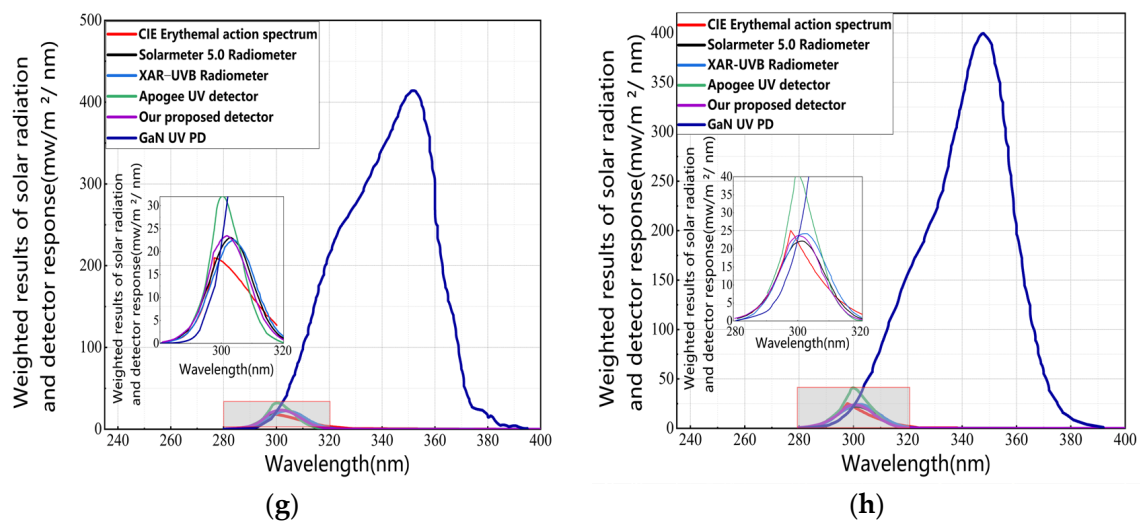 Weighted results of solar radiation
and detector response(mw/m ²/ nm)
500
400
300
200
100
0
CIE Erythemal action spectrum
Solarmeter 5.0 Radiometer
XAR–UVB Radiometer
Apogee UV detector
Our proposed detector
GaN UV PD
Weighted results of solar radiation
and detector response(mw/m ²/ nm)
30
25
20
15
10
5
0
300
320
Wavelength(nm)
240
260
280
300
320
340
360
380
400
Wavelength(nm)
(g)
Weighted results of solar radiation
and detector response(mw/m ²/ nm)
400
350
300
250
200
150
100
50
0
CIE Erythemal action spectrum
Solarmeter 5.0 Radiometer
XAR-UVB Radiometer
Apogee UV detector
Our proposed detector
GaN UV PD
Weighted results of solar radiation
and detector response(mw/m ²/ nm)
40
35
30
25
20
15
10
5
0
280
300
320
Wavelength(nm)
240
260
280
300
320
340
360
380
400
Wavelength(nm)
(h)